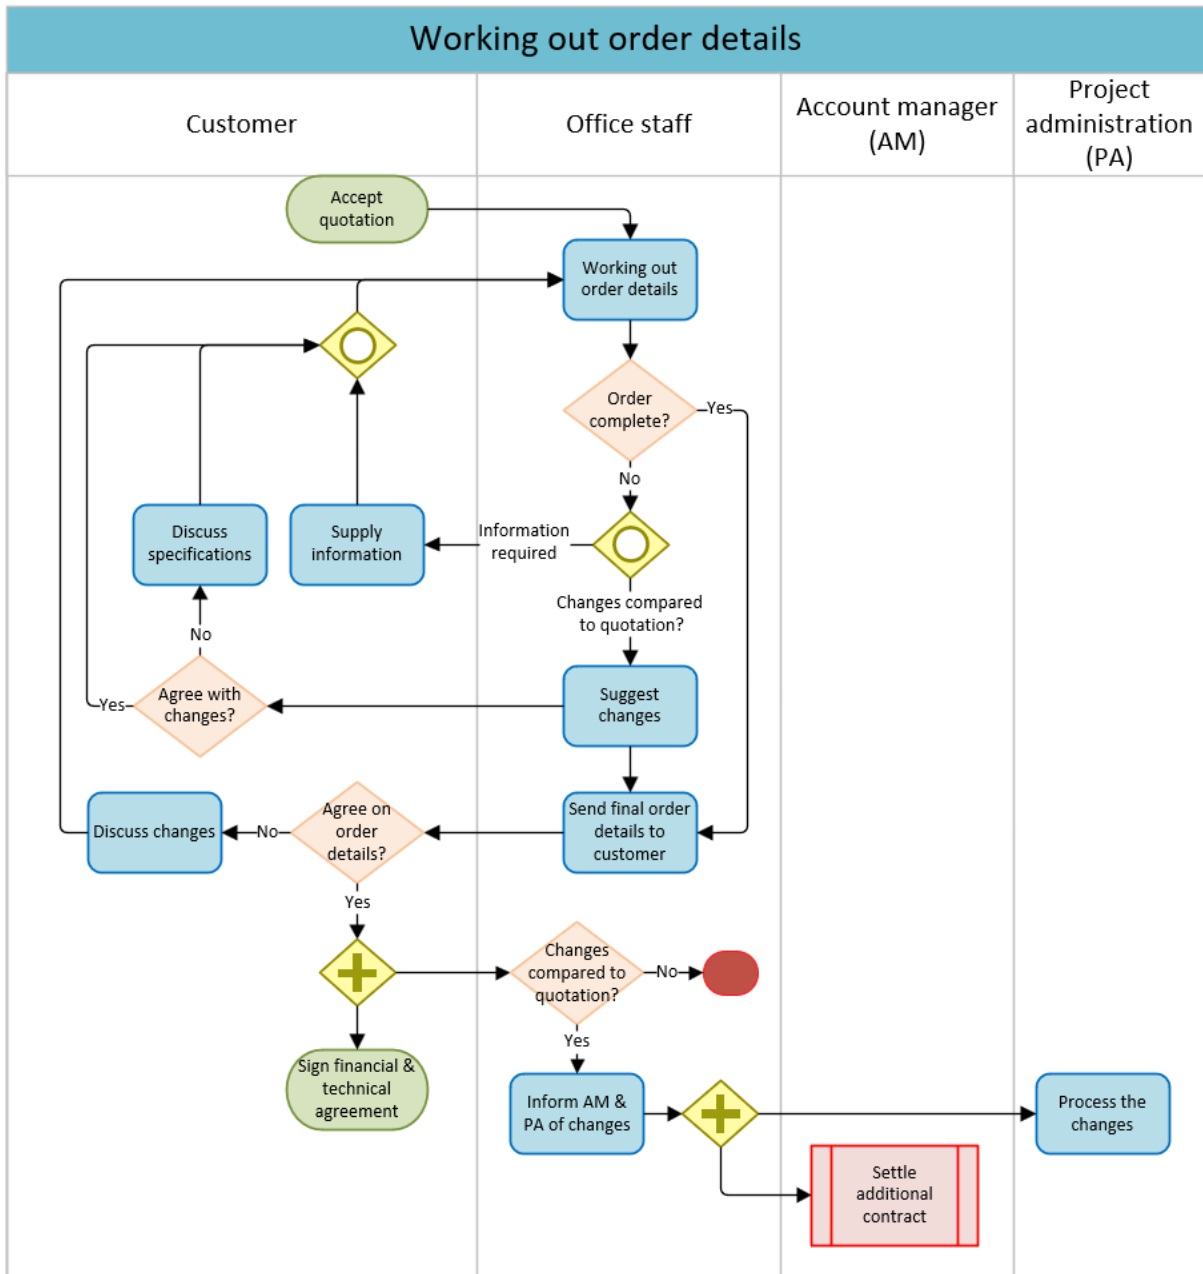 Working out order details
Customer
Office staff
Account manager
(AM)
Project
administration
(PA)
Accept
quotation
Working out
order details
Order
complete?
Yes
No
Discuss
specifications
Supply
information
Information
required
Changes compared
to quotation?
No
Agree with
changes?
Yes
Suggest
changes
Discuss changes
No
Agree on
order
details?
Send final order
details to
customer
Yes
Changes
compared to
quotation?
No
Yes
Sign financial &
technical
agreement
Inform AM &
PA of changes
Process the
changes
Settle
additional
contract